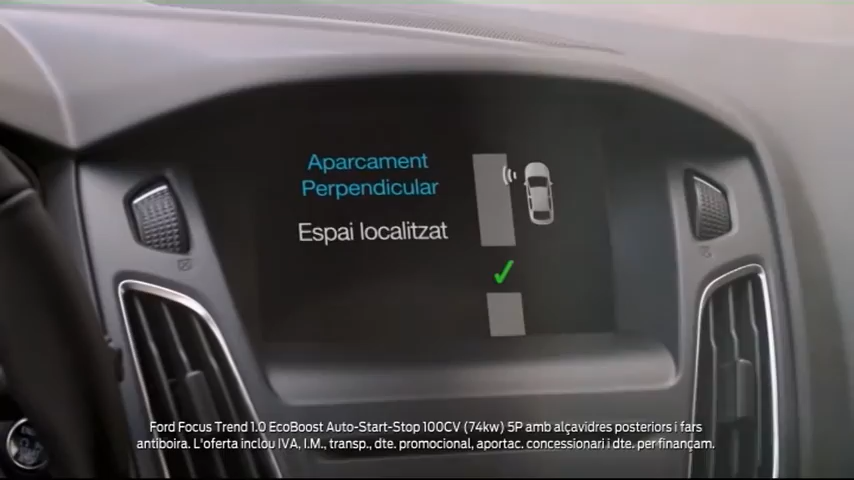 Aparcament
Perpendicular
Espai localitzat
Ford Focus Trend 1.0 EcoBoost Auto-Start-Stop 100CV (74kw) 5P amb alçavidres posteriors i fars
antiboira. L'oferta inclou IVA, I.M., transp., dte. promocional, aportac. concessionari i dte. per finançam.